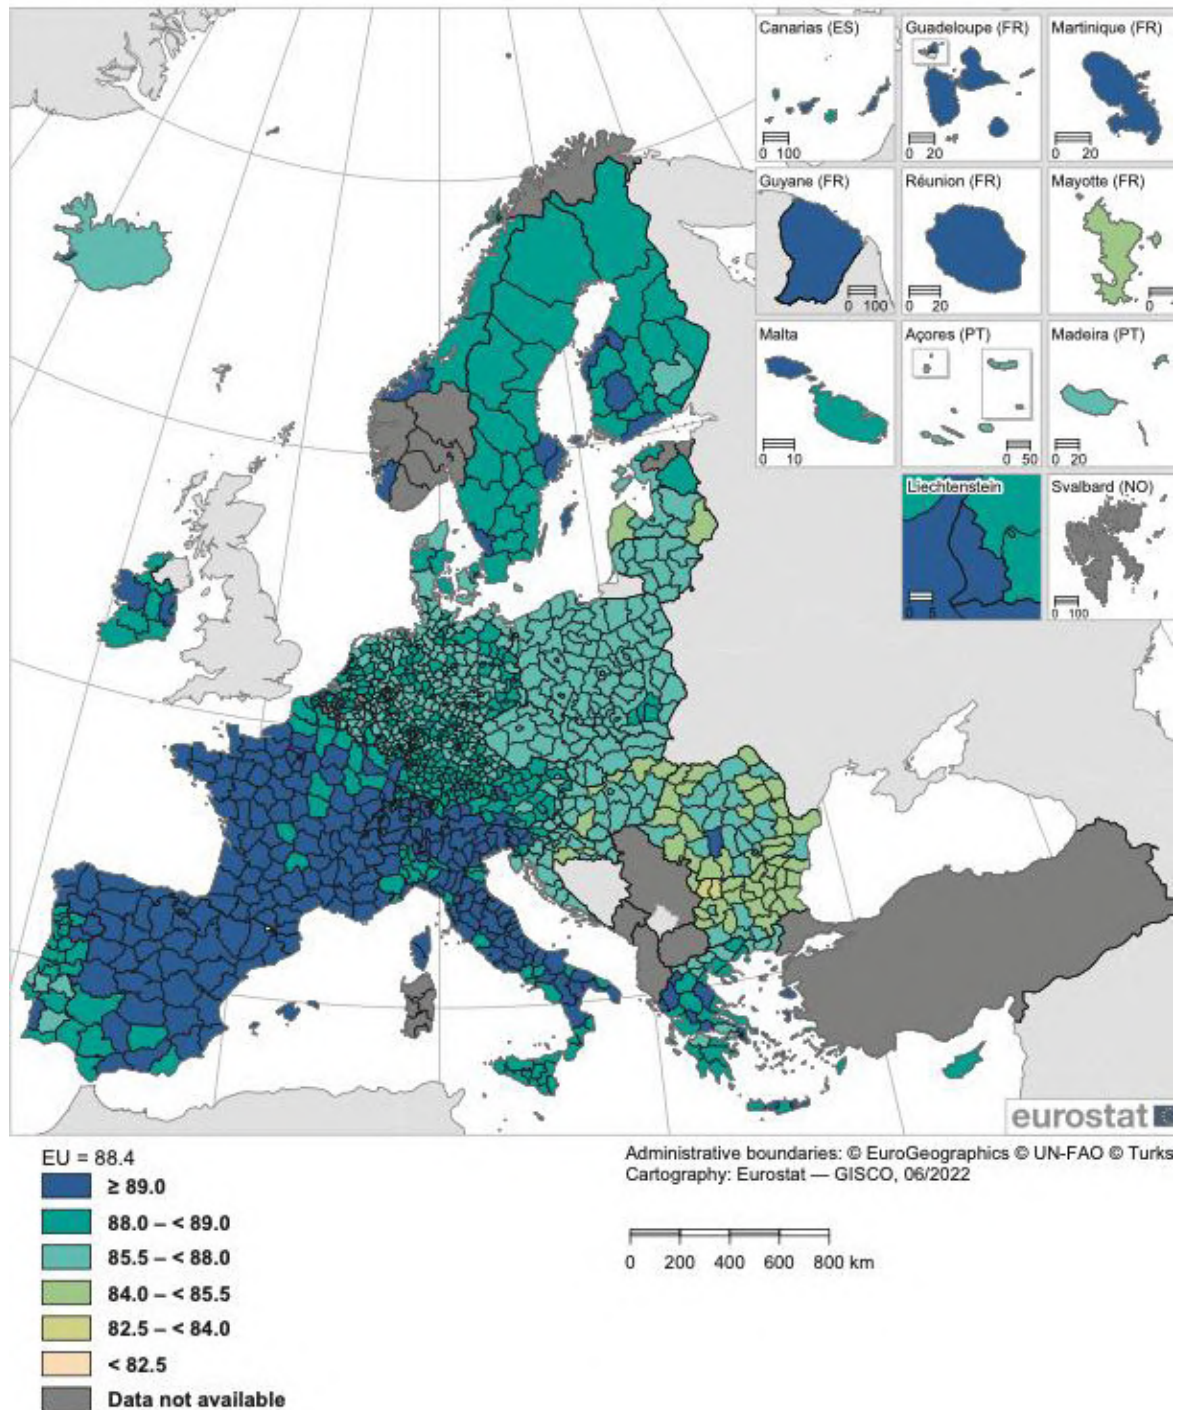 Canarias (ES)
0 100
Guadeloupe (FR)
0 20
Martinique (FR)
0 20
Guyane (FR)
0 100
Réunion (FR)
0 20
Mayotte (FR)
0
Malta
0 10
Açores (PT)
0 50
Madeira (PT)
0 20
Liechtenstein
0 5
Svalbard (NO)
0 100
eurostat
EU = 88.4
≥ 89.0
88.0 – < 89.0
85.5 – < 88.0
84.0 – < 85.5
82.5 – < 84.0
< 82.5
Data not available
Administrative boundaries: © EuroGeographics © UN-FAO © Turks
Cartography: Eurostat — GISCO, 06/2022
0 200 400 600 800 km